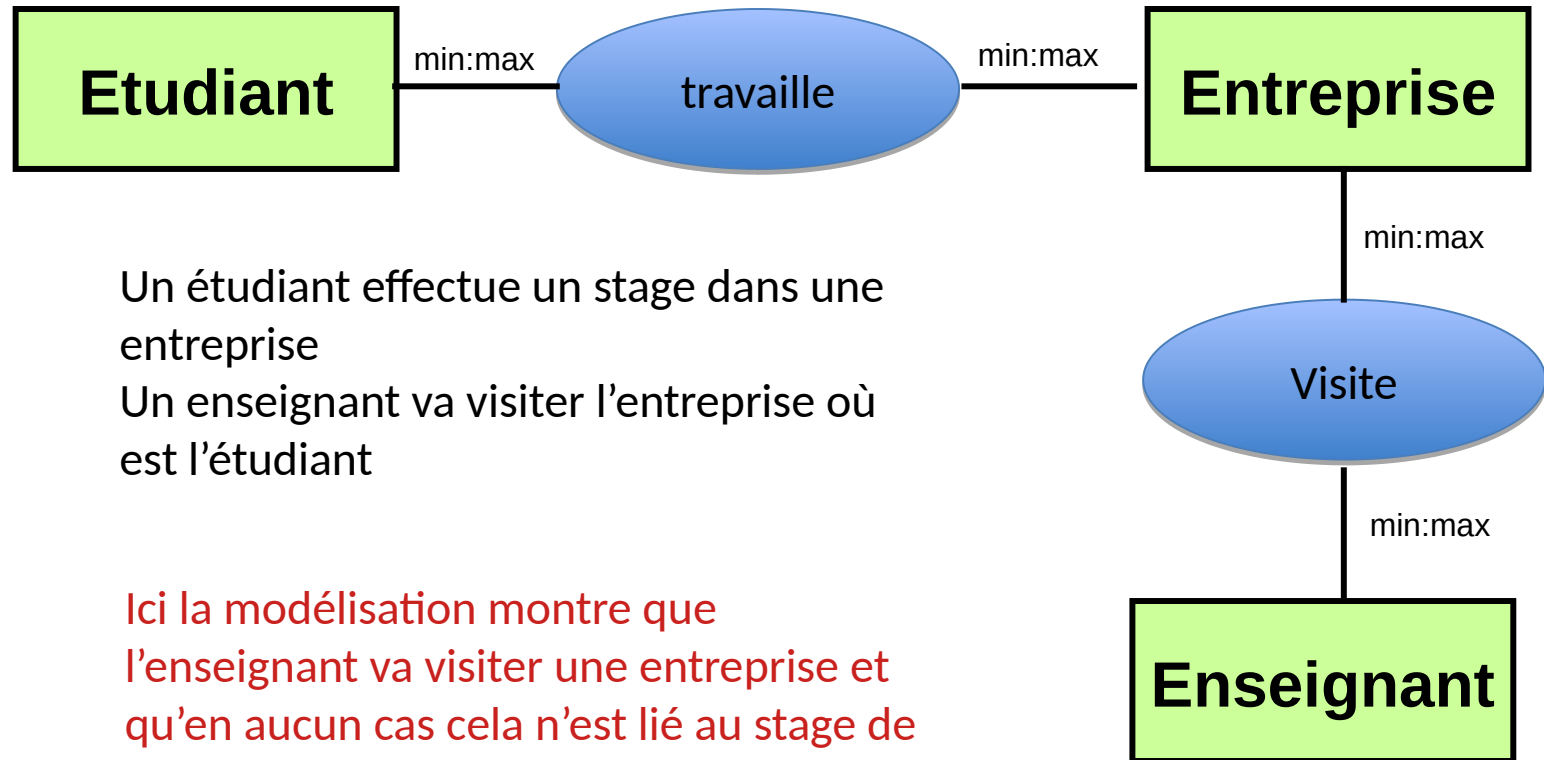 Etudiant
min:max
travaille
min:max
Entreprise
min:max
Un étudiant effectue un stage dans une
entreprise
Un enseignant va visiter l’entreprise où
est l’étudiant
Visite
min:max
Ici la modélisation montre que
l’enseignant va visiter une entreprise et
qu’en aucun cas cela n’est lié au stage de
Enseignant